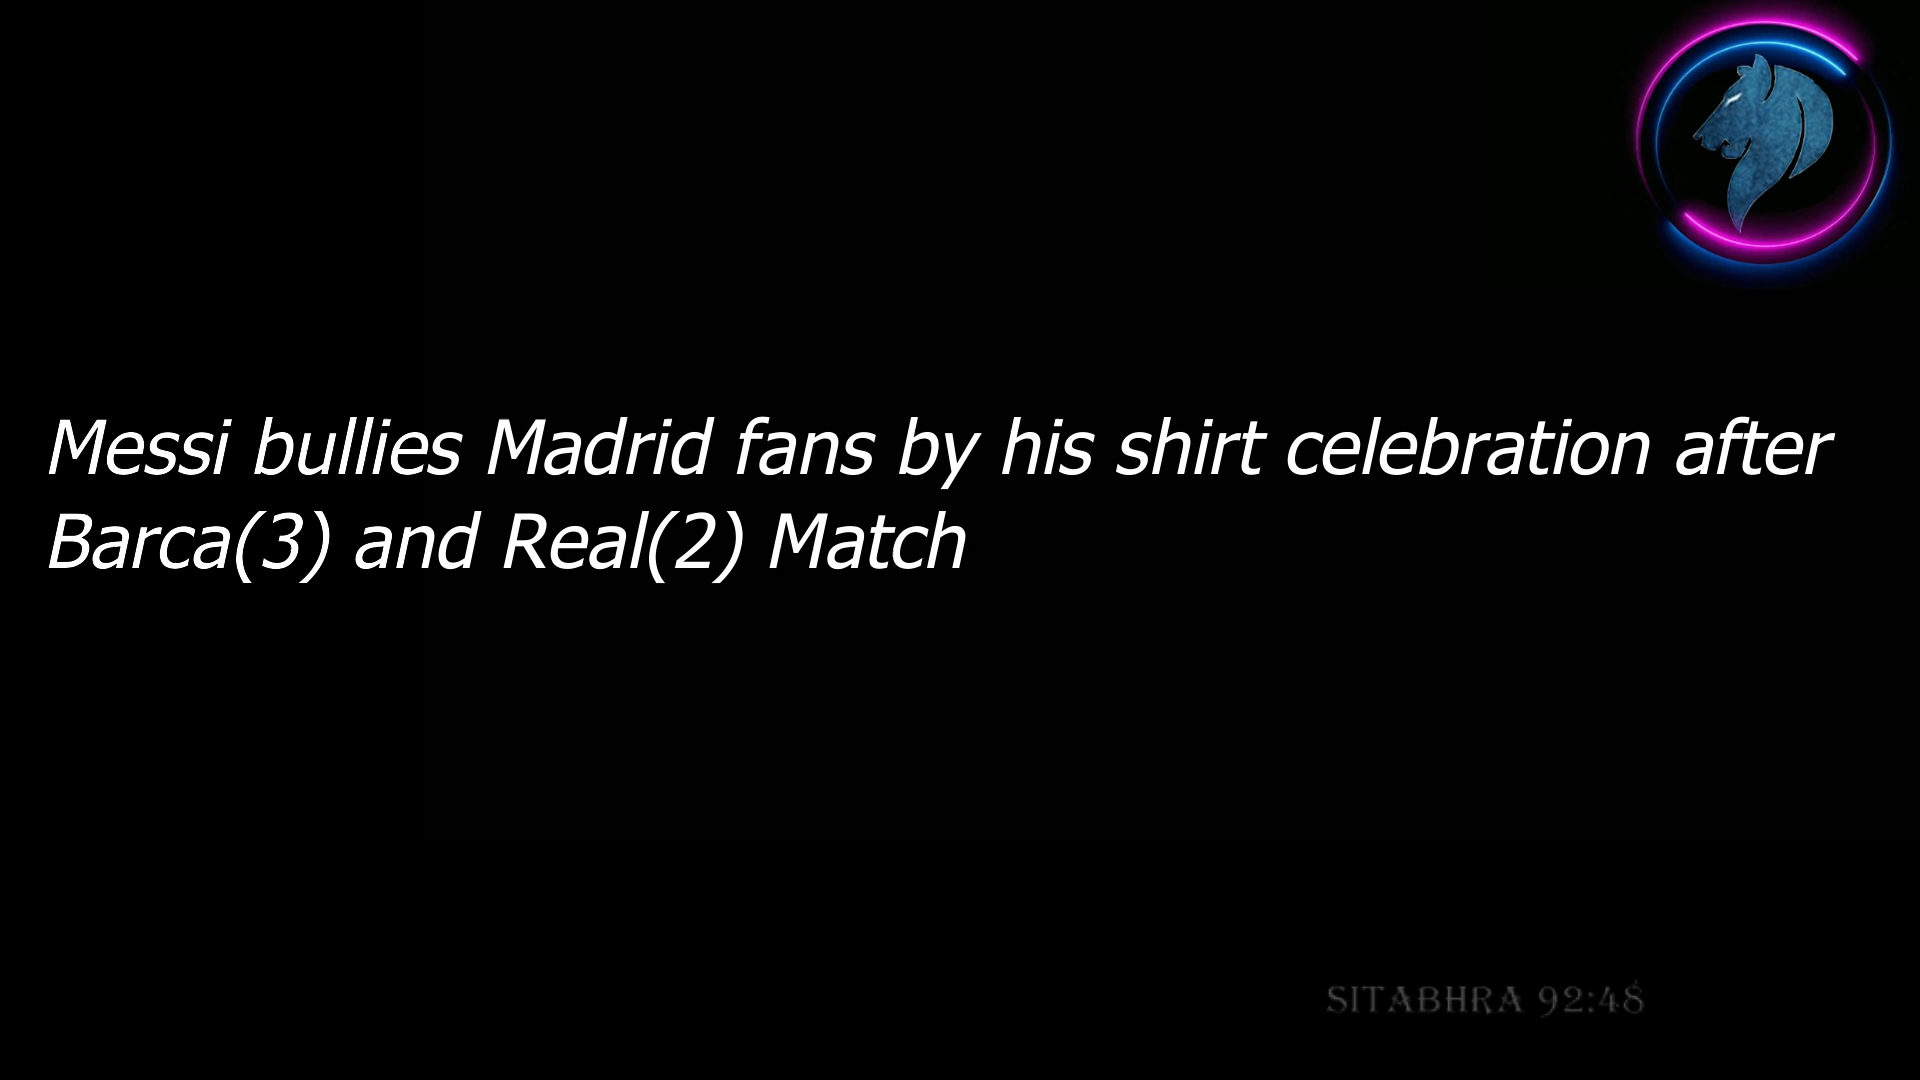 Messi bullies Madrid fans by his shirt celebration after
Barca(3) and Real(2) Match
SITABHRA 92:48